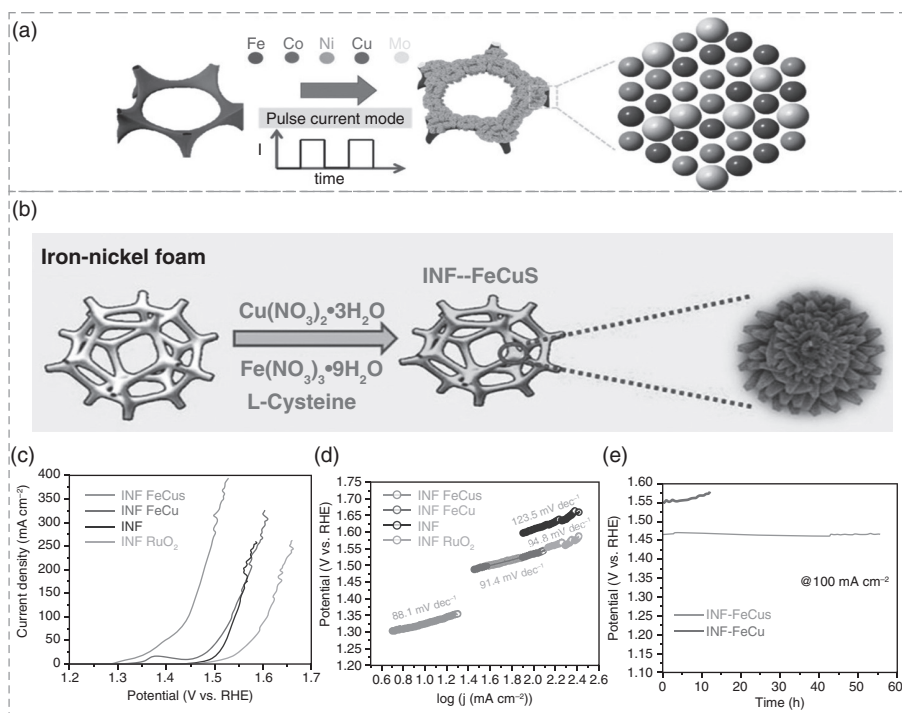 (a)
Fe Co Ni Cu Mo
Pulse current mode
I
time
(b)
Iron-nickel foam
INF--FeCuS
Cu(NO₃)₂•3H₂O
Fe(NO₃)₃•9H₂O
L-Cysteine
(c)
Current density (mA cm⁻²)
400
350
300
250
200
150
100
50
0
INF FeCus
INF FeCu
INF
INF RuO₂
1.2 1.3 1.4 1.5 1.6 1.7
Potential (V vs. RHE)
(d)
Potential (V vs. RHE)
1.75
1.70
1.65
1.60
1.55
1.50
1.45
1.40
1.35
1.30
1.25
1.20
INF FeCus
INF FeCu
INF
INF RuO₂
123.5 mV dec⁻¹
94.8 mV dec⁻¹
91.4 mV dec⁻¹
88.1 mV dec⁻¹
0.6 0.8 1.0 1.2 1.4 1.6 1.8 2.0 2.2 2.4 2.6
log (j (mA cm⁻²))
(e)
Potential (V vs. RHE)
1.60
1.55
1.50
1.45
1.40
1.35
1.30
1.25
1.20
1.15
1.10
@100 mA cm⁻²
INF-FeCus
INF-FeCu
0 10 20 30 40 50 60
Time (h)